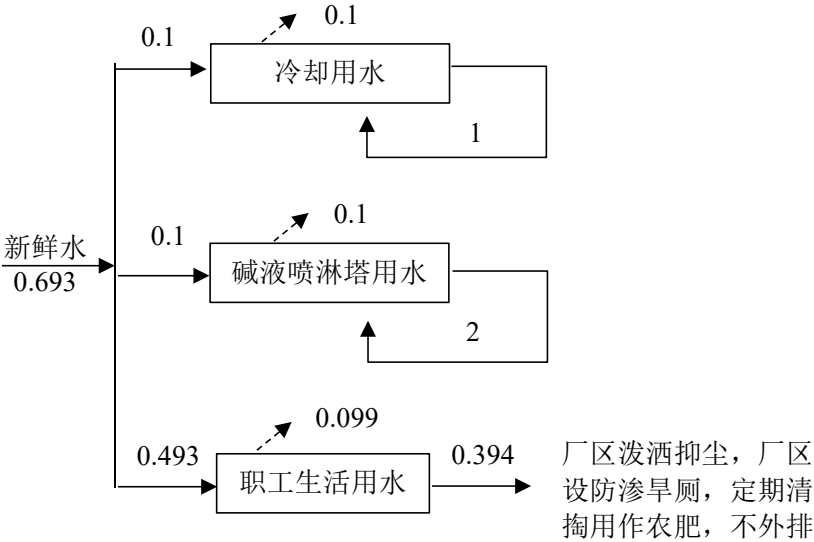 0.1
0.1
冷却用水
1
新鲜水
0.693
0.1
0.1
碱液喷淋塔用水
2
0.099
0.493
职工生活用水
0.394
厂区泼洒抑尘，厂区
设防渗旱厕，定期清
掏用作农肥，不外排